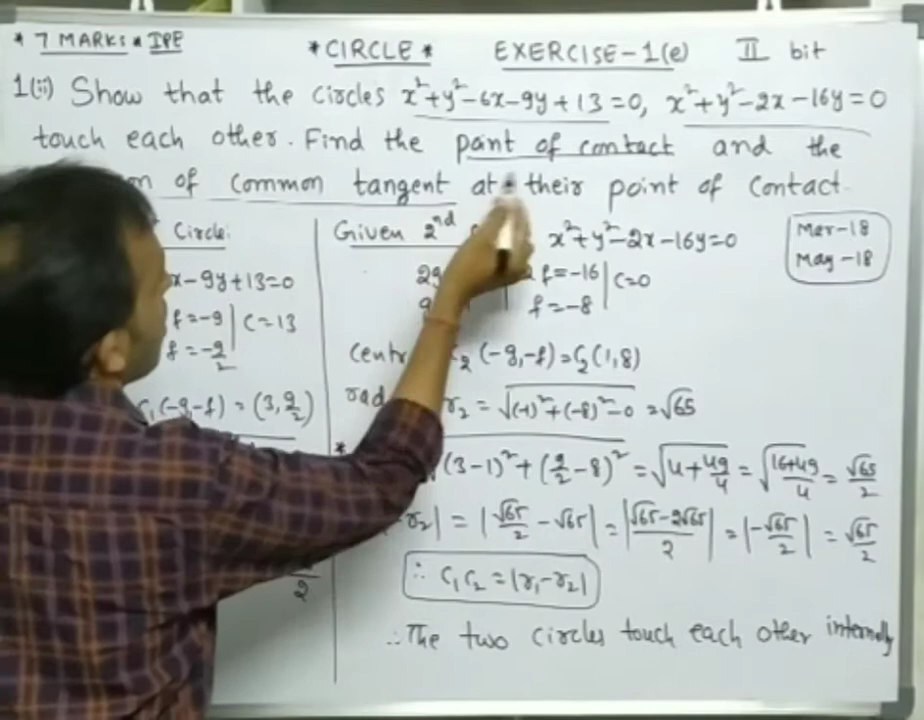 * 7 MARKS * IPE
* CIRCLE * EXERCISE-1(e) II bit
1(ii) Show that the circles x²+y²-6x-9y+13=0, x²+y²-2x-16y=0
touch each other. Find the point of contact and the
of common tangent at their point of contact.
Circle:
x-9y+13=0
f=-9 | c=13
f=-9/2
C₁(-g,-f) = (3, 9/2)
2
Given 2nd x²+y²-2x-16y=0
2f=-16 | c=0
f=-8
C₂(-g,-f)=C₂(1,8)
r₂ = √((-1)²+(-8)²-0) = √65
*
√((3-1)²+(9/2-8)²) = √(4+49/4) = √((16+49)/4) = √65/2
r₂| = |√65/2 - √65| = |(√65-2√65)/2| = |-√65/2| = √65/2
∴ C₁C₂ = |r₁-r₂|
∴ The two circles touch each other internally
Mar-18
May-18